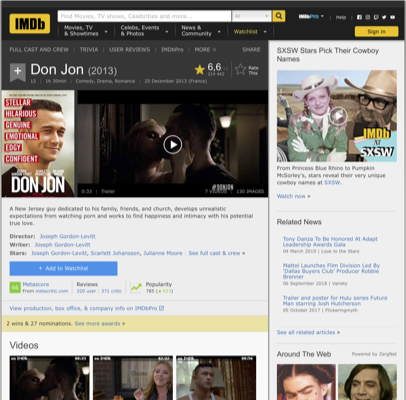 IMDb
Find Movies, TV shows, Celebrities and more...
All
IMDbPro
Help
Movies, TV & Showtimes
Celebs, Events & Photos
News & Community
Watchlist
Sign in
FULL CAST AND CREW | TRIVIA | USER REVIEWS | IMDbPro | MORE
SHARE
Don Jon (2013)
6,6
Rate This
12 | 1h 30min | Comedy, Drama, Romance | 25 December 2013 (France)
STELLAR
HILARIOUS
GENUINE
EMOTIONAL
EDGY
CONFIDENT
DON JON
0:33 | Trailer
#DONJON
7 VIDEOS | 130 IMAGES
A New Jersey guy dedicated to his family, friends, and church, develops unrealistic
expectations from watching porn and works to find happiness and intimacy with his potential
true love.
Director: Joseph Gordon-Levitt
Writer: Joseph Gordon-Levitt
Stars: Joseph Gordon-Levitt, Scarlett Johansson, Julianne Moore | See full cast & crew »
+ Add to Watchlist
Metascore
From metacritic.com
Reviews
320 user | 371 critic
Popularity
765
View production, box office, & company info on IMDbPro
2 wins & 27 nominations. See more awards »
Videos
SXSW Stars Pick Their Cowboy
Names
IMDb
at
SXSW
From Princess Blue Rhino to Pumpkin
McSorley's, stars reveal their very unique
cowboy names at SXSW.
Watch now »
Related News
Tony Danza To Be Honored At Adapt
Leadership Awards Gala
04 March 2019 | Look to the Stars
Mattel Launches Film Division Led By
'Dallas Buyers Club' Producer Robbie
Brenner
06 September 2018 | Variety
Trailer and poster for Hulu series Future
Man starring Josh Hutcherson
05 October 2017 | Flickeringmyth
See all related articles »
Around The Web
Powered by ZergNet